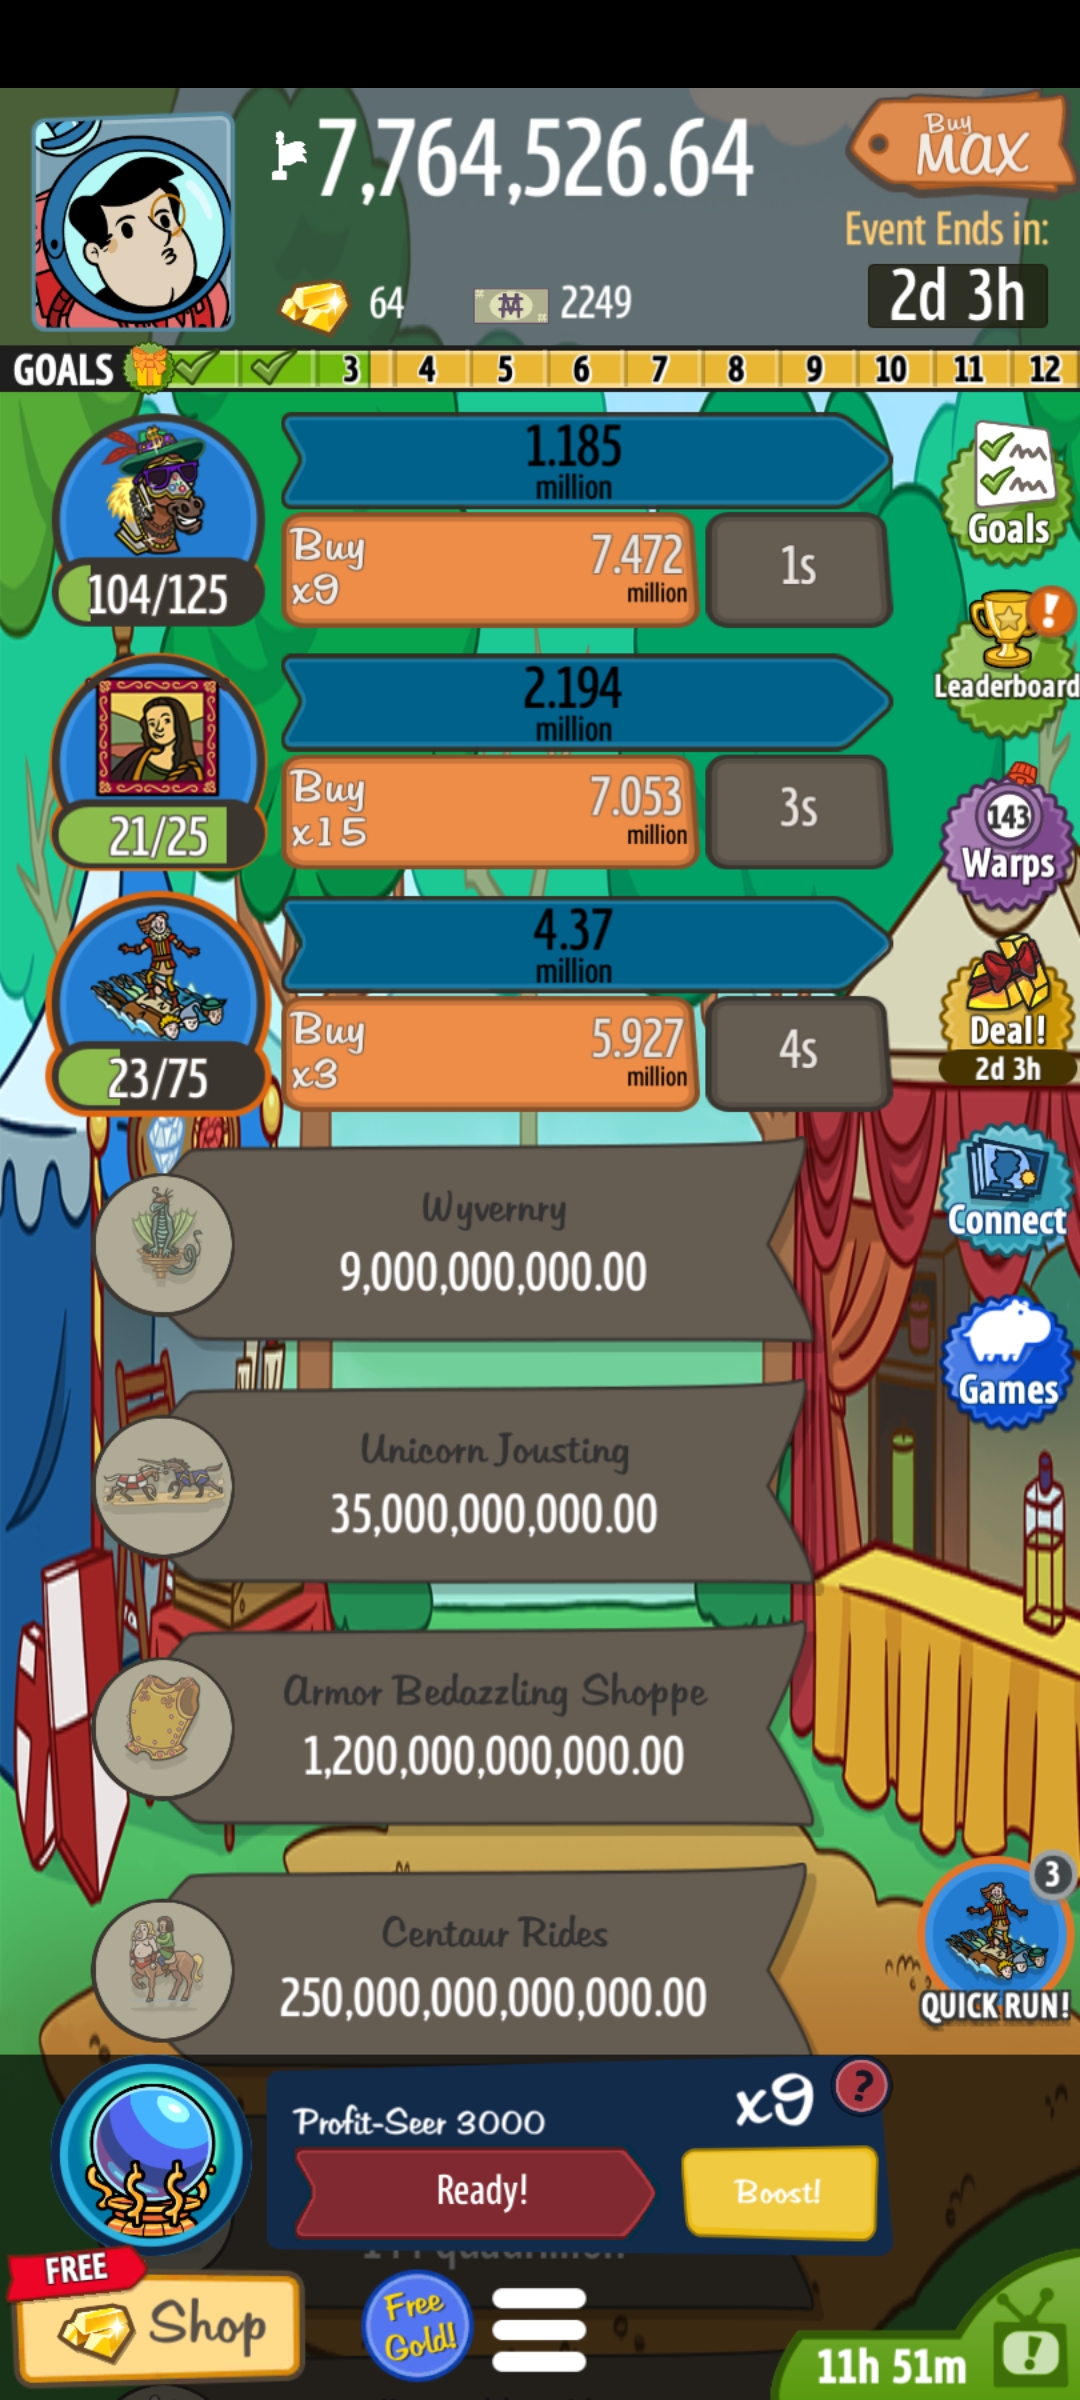 7,764,526.64
Buy
MAX
Event Ends in:
2d 3h
64
2249
GOALS
3
4
5
6
7
8
9
10
11
12
1.185
million
104/125
Buy
x9
7.472
million
1s
Goals
Leaderboard
2.194
million
21/25
Buy
x15
7.053
million
3s
143
Warps
4.37
million
23/75
Buy
x3
5.927
million
4s
Deal!
2d 3h
Wyvernry
9,000,000,000.00
Connect
Unicorn Jousting
35,000,000,000.00
Games
Armor Bedazzling Shoppe
1,200,000,000,000.00
Centaur Rides
250,000,000,000,000.00
3
QUICK RUN!
Profit-Seer 3000
x9
?
Ready!
Boost!
FREE
Shop
Free
Gold!
11h 51m
!